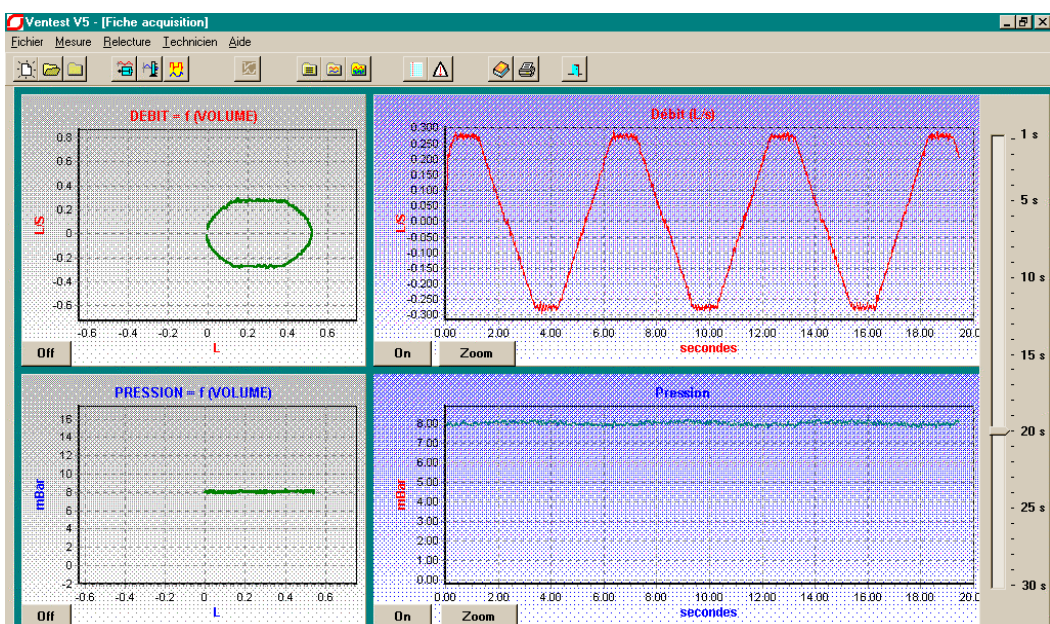 Ventest V5 - [Fiche acquisition]
Fichier Mesure Relecture Technicien Aide
DEBIT = f (VOLUME)
0.8
0.6
0.4
0.2
0
-0.2
-0.4
-0.6
L/S
-0.6 -0.4 -0.2 0 0.2 0.4 0.6
L
Off
Débit (L/s)
0.300
0.250
0.200
0.150
0.100
0.050
0.000
-0.050
-0.100
-0.150
-0.200
-0.250
-0.300
L/S
0.00 2.00 4.00 6.00 8.00 10.00 12.00 14.00 16.00 18.00 20.0
secondes
On Zoom
PRESSION = f (VOLUME)
16
14
12
10
8
6
4
2
0
-2
mBar
-0.6 -0.4 -0.2 0 0.2 0.4 0.6
L
Off
Pression
8.00
7.00
6.00
5.00
4.00
3.00
2.00
1.00
0.00
mBar
0.00 2.00 4.00 6.00 8.00 10.00 12.00 14.00 16.00 18.00 20.0
secondes
On Zoom
1 s
5 s
10 s
15 s
20 s
25 s
30 s